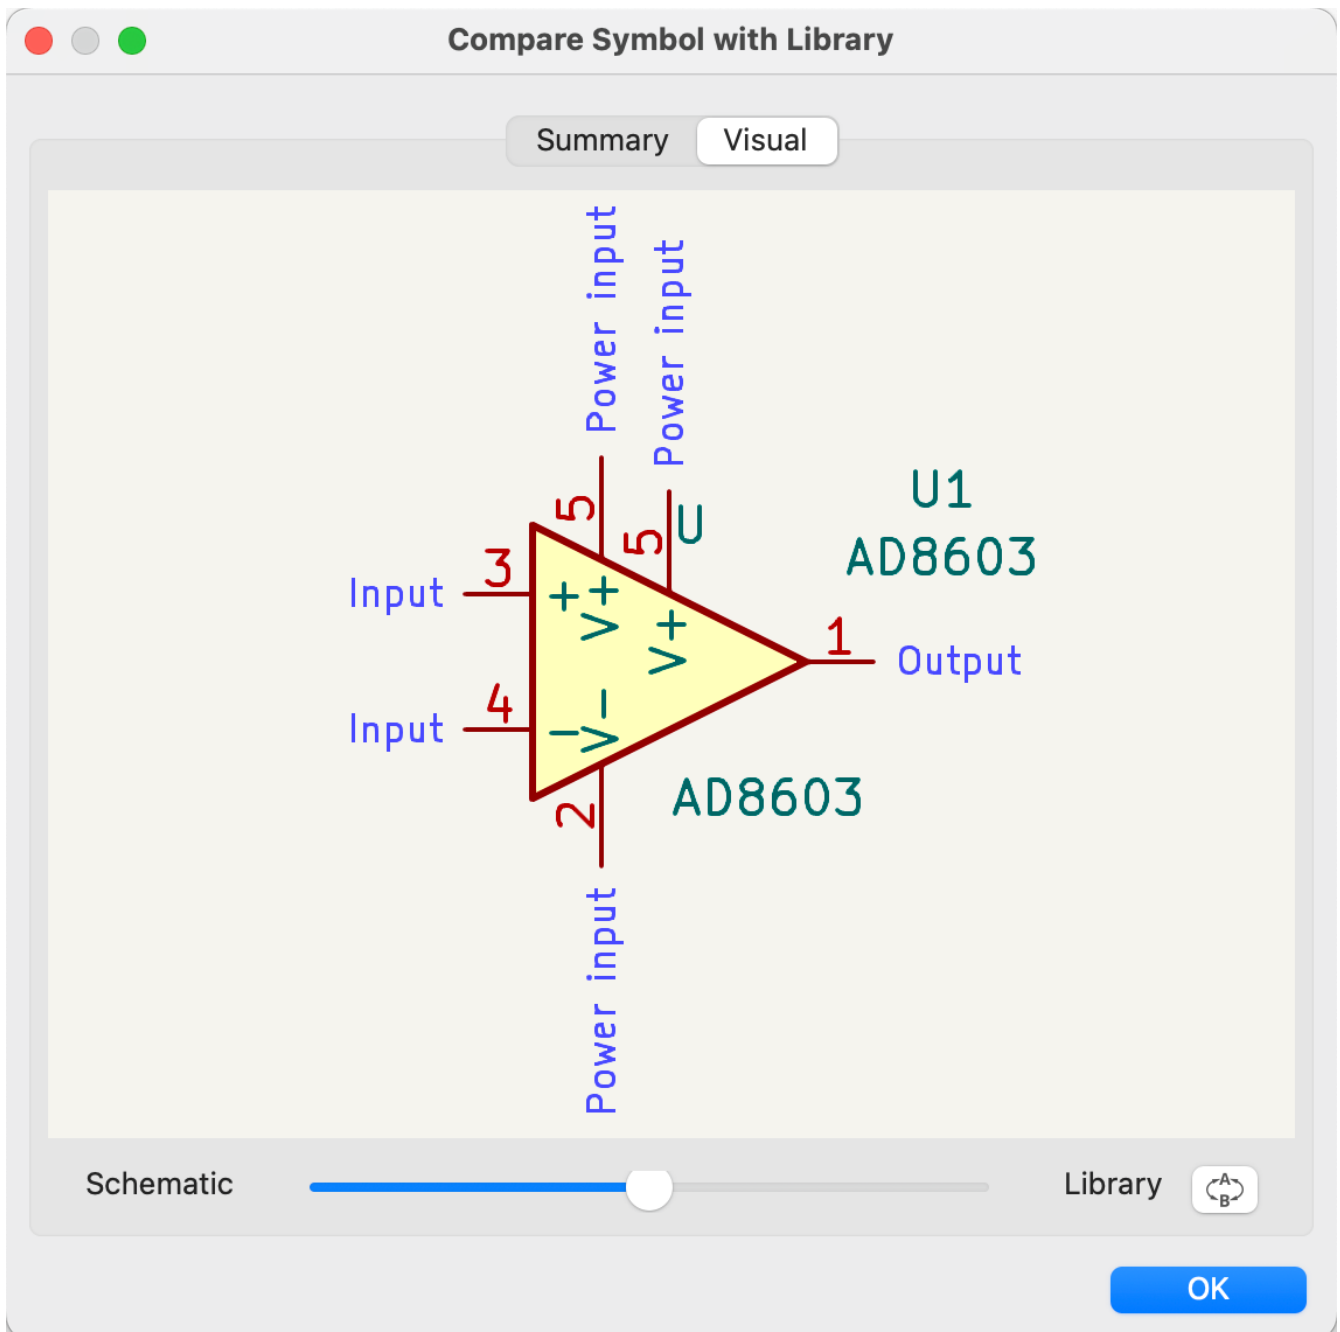 Compare Symbol with Library
Summary
Visual
Power input
Power input
5
5
U
U1
AD8603
Input
3
+
V+
V+
1
Output
Input
4
−
V-
2
AD8603
Power input
Schematic
Library
A
B
OK